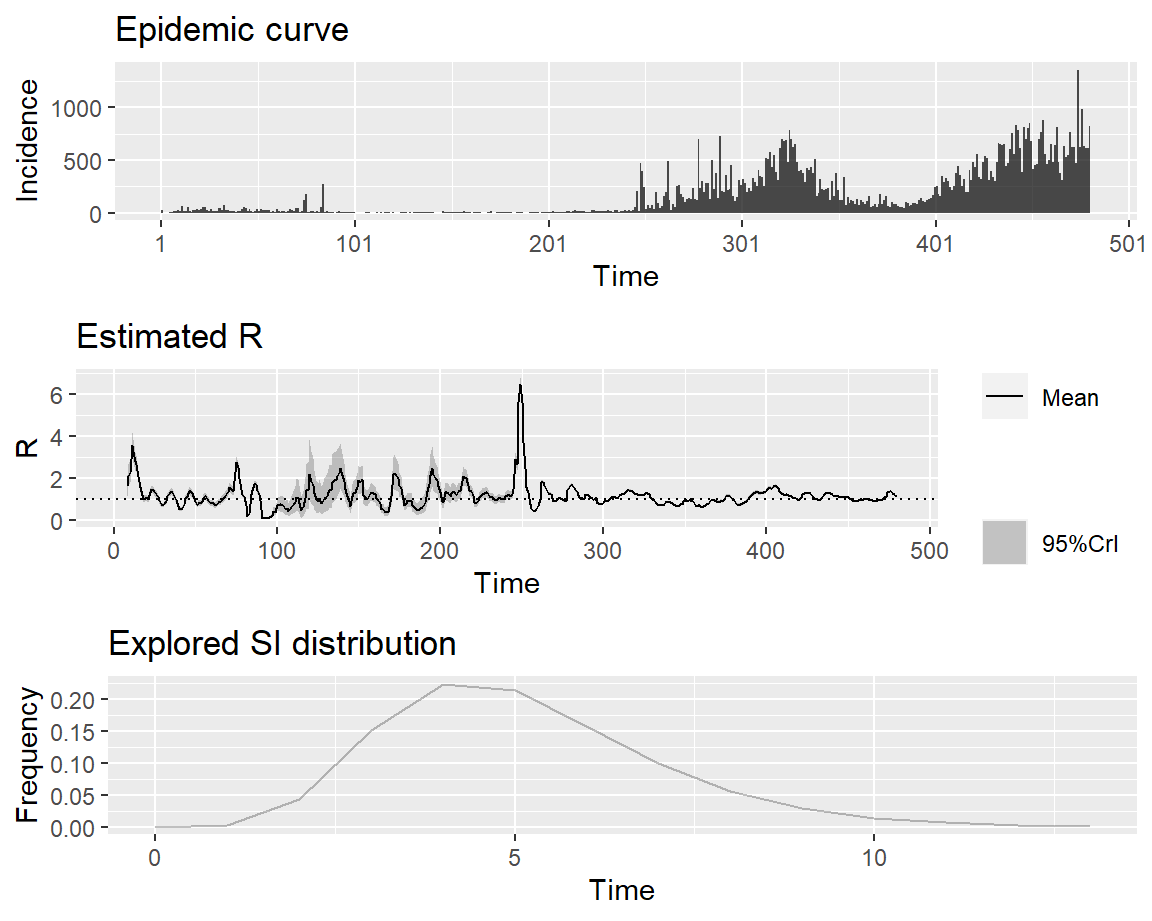 Epidemic curve
Incidence
1000
500
0
1 101 201 301 401 501
Time
Estimated R
R
6
4
2
0
0 100 200 300 400 500
Time
Mean
95%CrI
Explored SI distribution
Frequency
0.20
0.15
0.10
0.05
0.00
0 5 10
Time